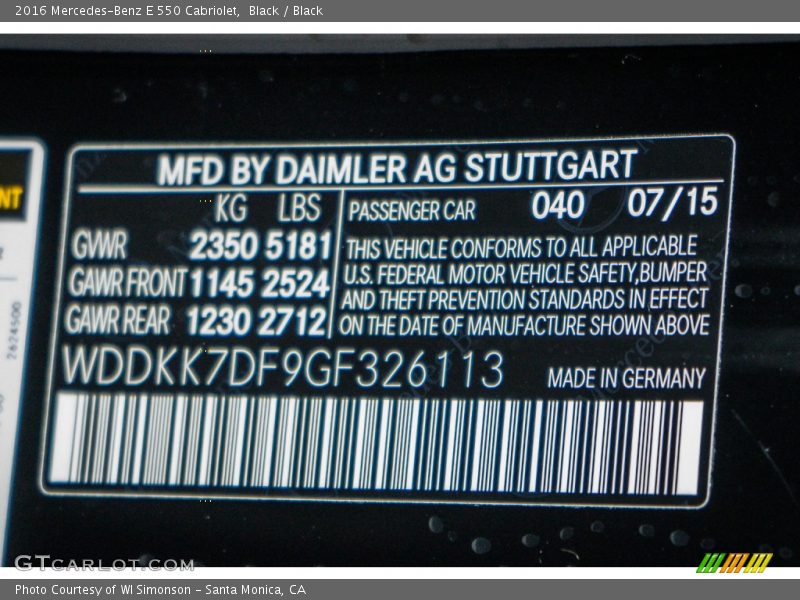 2016 Mercedes-Benz E 550 Cabriolet, Black / Black
MFD BY DAIMLER AG STUTTGART
KG LBS PASSENGER CAR 040 07/15
GVWR 2350 5181
GAWR FRONT 1145 2524
GAWR REAR 1230 2712
THIS VEHICLE CONFORMS TO ALL APPLICABLE
U.S. FEDERAL MOTOR VEHICLE SAFETY,BUMPER
AND THEFT PREVENTION STANDARDS IN EFFECT
ON THE DATE OF MANUFACTURE SHOWN ABOVE
WDDKK7DF9GF326113 MADE IN GERMANY
NT
GTCARLOT.COM
Photo Courtesy of WI Simonson - Santa Monica, CA